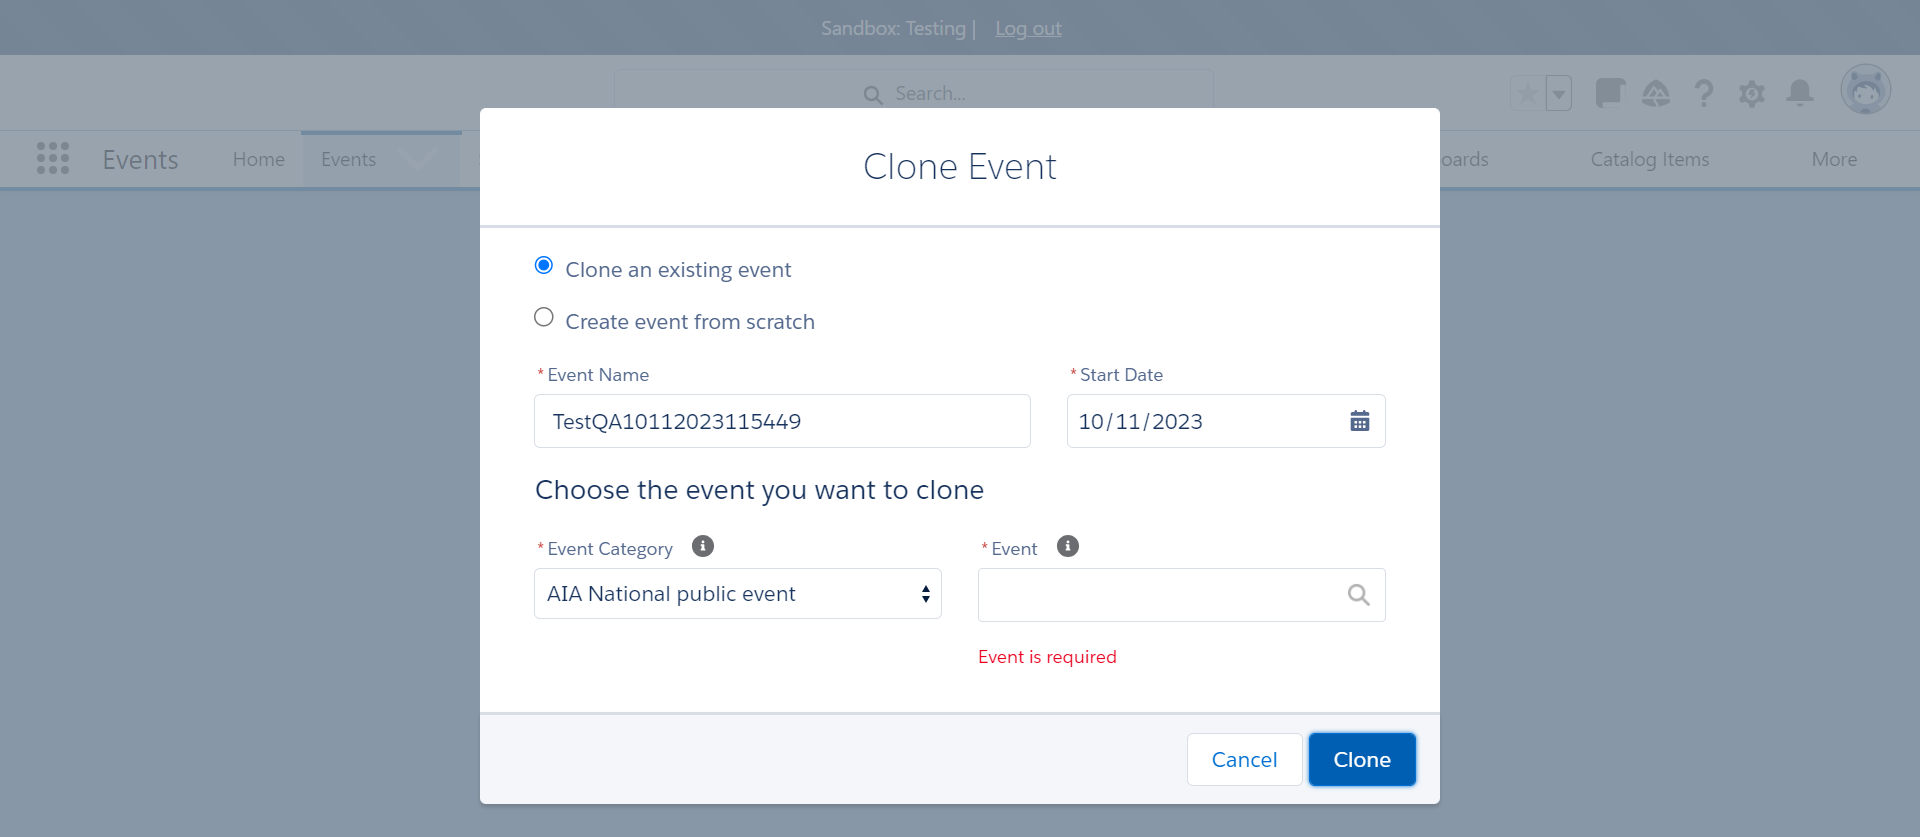 Sandbox: Testing | Log out
Search...
Events Home Events Catalog Items More
Clone Event
Clone an existing event
Create event from scratch
*Event Name *Start Date
TestQA10112023115449 10/11/2023
Choose the event you want to clone
*Event Category *Event
AIA National public event
Event is required
Cancel Clone